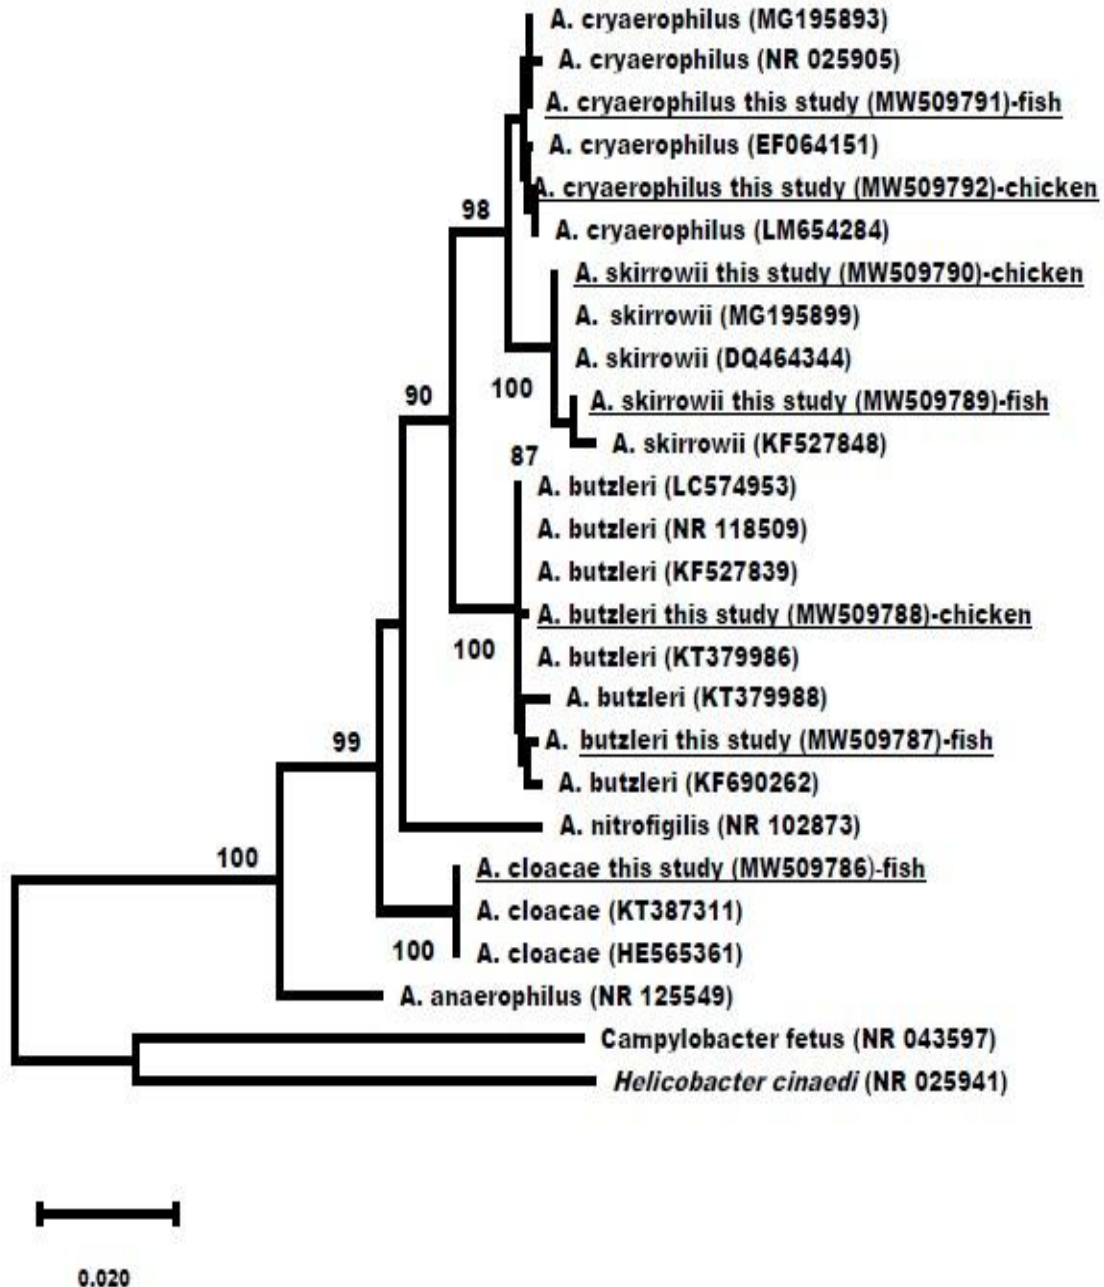 A. cryaerophilus (MG195893)
A. cryaerophilus (NR 025905)
A. cryaerophilus this study (MW509791)-fish
A. cryaerophilus (EF064151)
A. cryaerophilus this study (MW509792)-chicken
98
A. cryaerophilus (LM654284)
A. skirrowii this study (MW509790)-chicken
A. skirrowii (MG195899)
A. skirrowii (DQ464344)
100
90
A. skirrowii this study (MW509789)-fish
A. skirrowii (KF527848)
87
A. butzleri (LC574953)
A. butzleri (NR 118509)
A. butzleri (KF527839)
A. butzleri this study (MW509788)-chicken
100
A. butzleri (KT379986)
A. butzleri (KT379988)
99
A. butzleri this study (MW509787)-fish
A. butzleri (KF690262)
A. nitrofigilis (NR 102873)
100
A. cloacae this study (MW509786)-fish
A. cloacae (KT387311)
100
A. cloacae (HE565361)
A. anaerophilus (NR 125549)
Campylobacter fetus (NR 043597)
Helicobacter cinaedi (NR 025941)
0.020